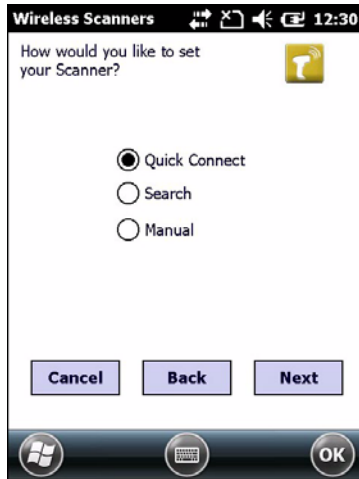 Wireless Scanners 12:30
How would you like to set
your Scanner?
Quick Connect
Search
Manual
Cancel Back Next
OK